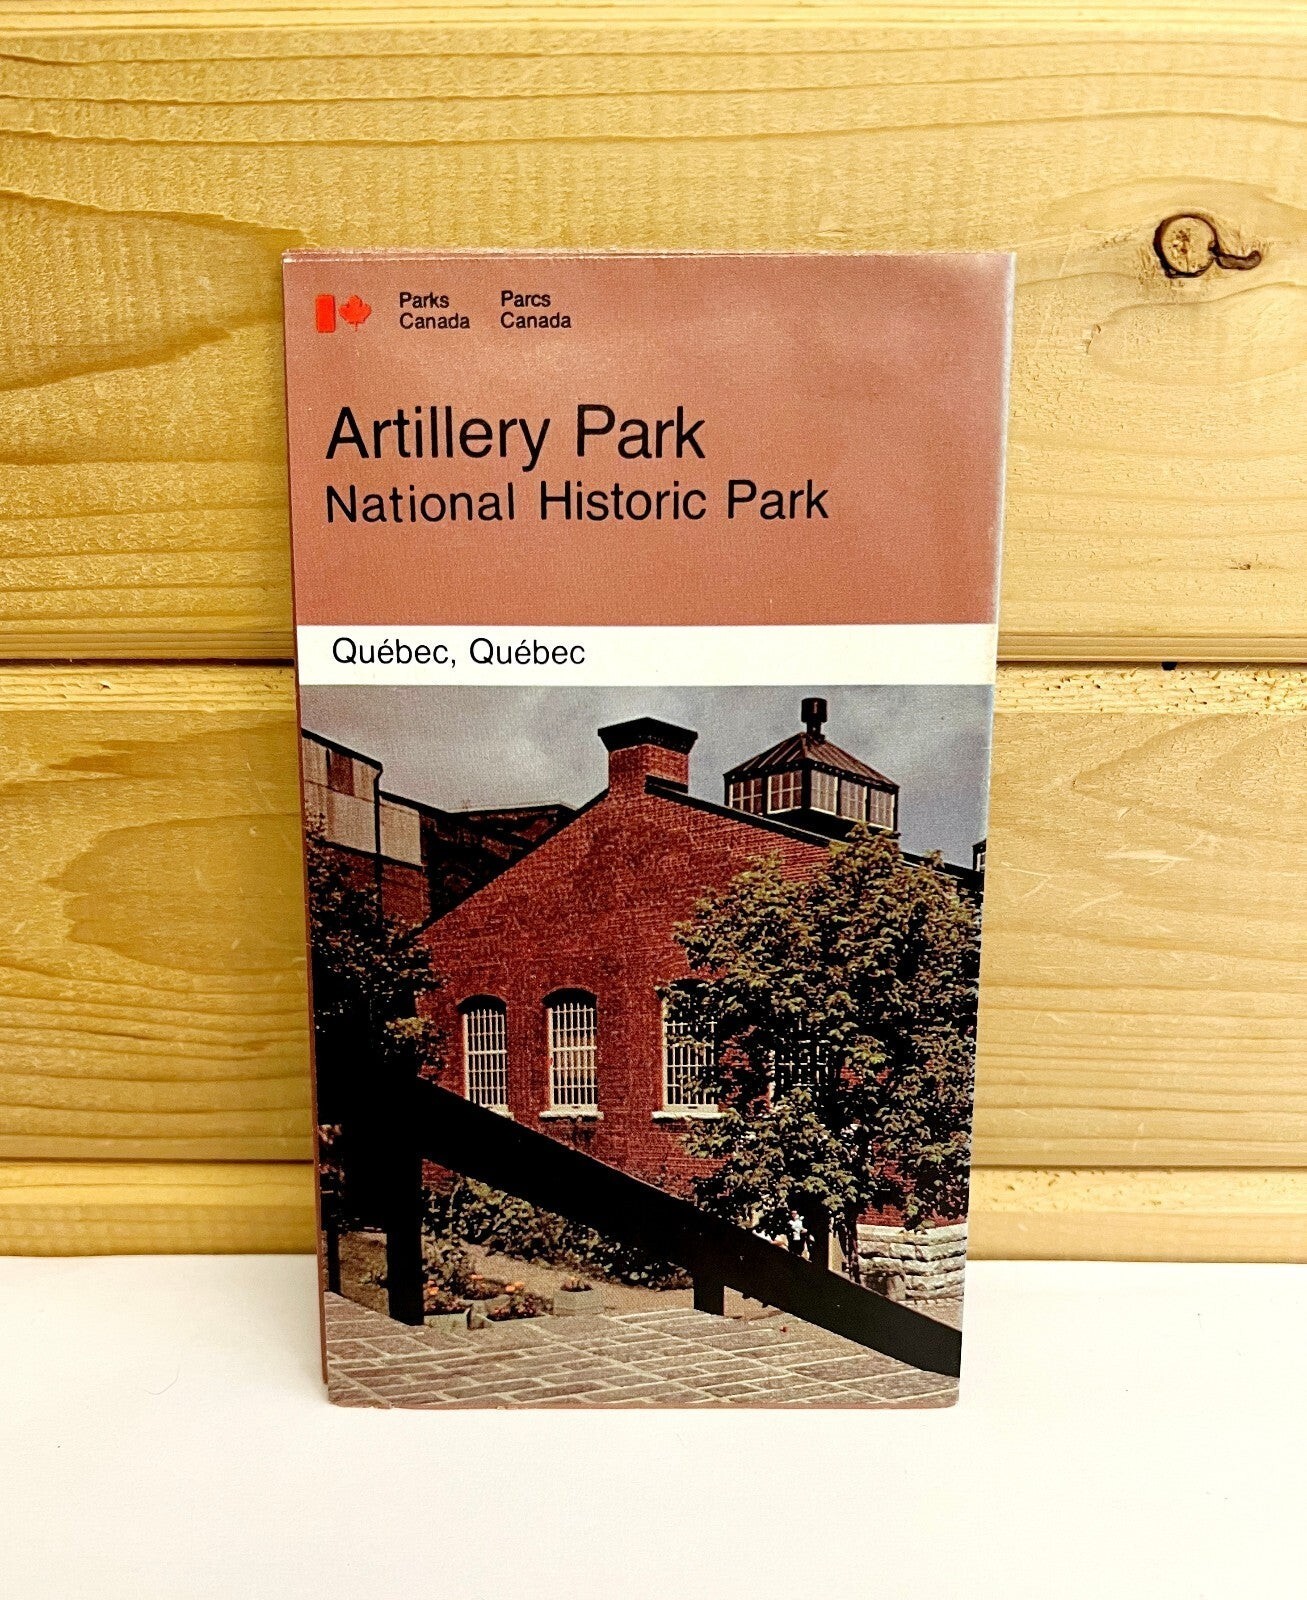 Parks
Canada
Parcs
Canada
Artillery Park
National Historic Park
Québec, Québec